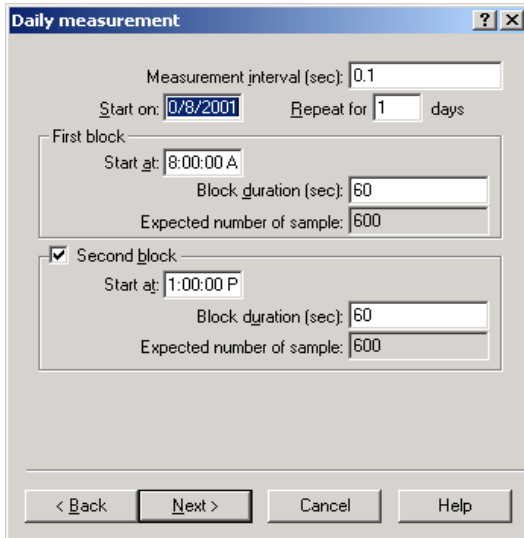 Daily measurement
Measurement interval (sec): 0.1
Start on: 0/8/2001 Repeat for 1 days
First block
Start at: 8:00:00 A
Block duration (sec): 60
Expected number of sample: 600
Second block
Start at: 1:00:00 P
Block duration (sec): 60
Expected number of sample: 600
< Back Next > Cancel Help